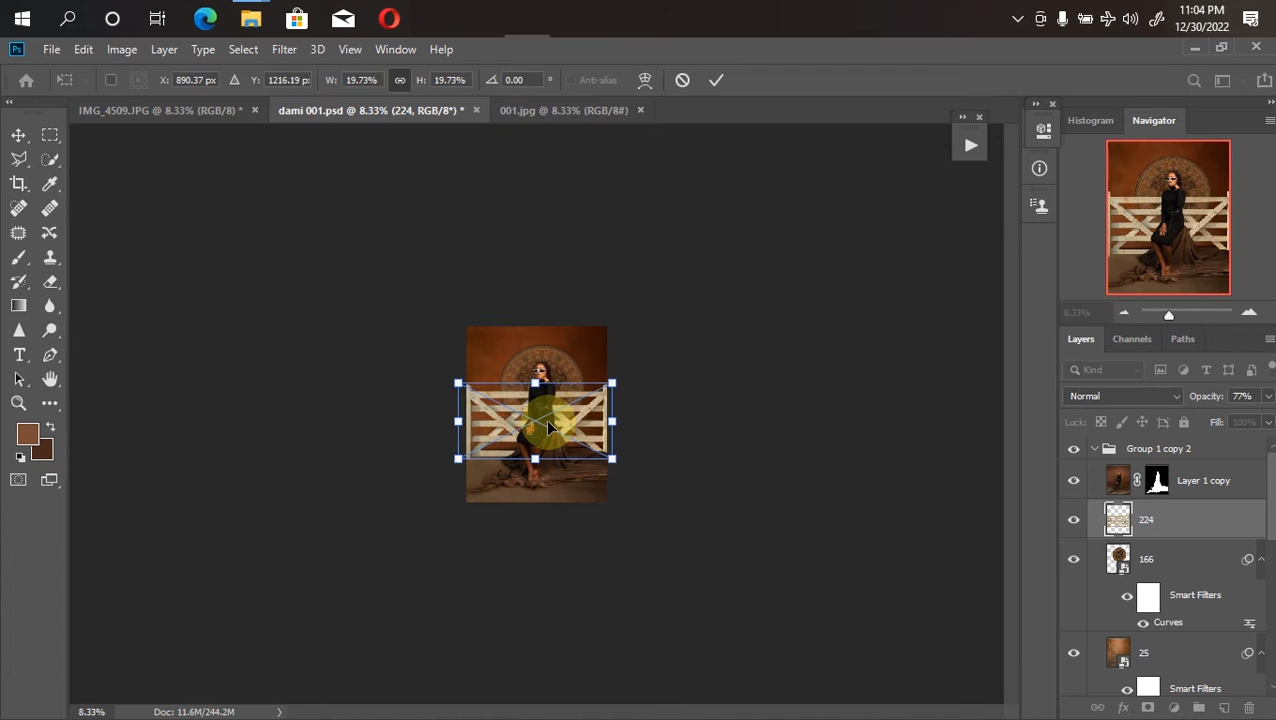 11:04 PM
12/30/2022
Ps File Edit Image Layer Type Select Filter 3D View Window Help
X: 890.37 px Y: 1216.19 px W: 19.73% H: 19.73% 0.00 ° Anti-alias
IMG_4509.JPG @ 8.33% (RGB/8) * dami 001.psd @ 8.33% (224, RGB/8*) * 001.jpg @ 8.33% (RGB/8#)
Histogram Navigator
8.33%
Layers Channels Paths
Kind
Normal Opacity: 77%
Lock: Fill: 100%
Group 1 copy 2
Layer 1 copy
224
166
Smart Filters
Curves
25
Smart Filters
8.33% Doc: 11.6M/244.2M